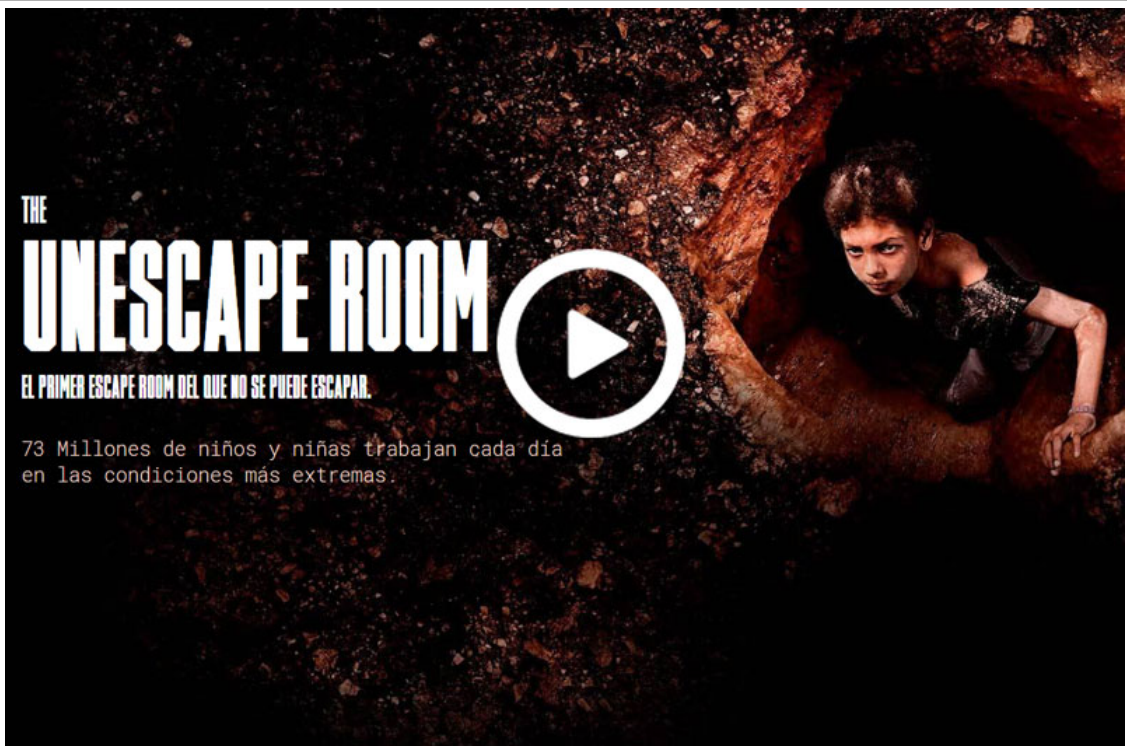 THE
UNESCAPE ROOM
EL PRIMER ESCAPE ROOM DEL QUE NO SE PUEDE ESCAPAR.
73 Millones de niños y niñas trabajan cada día
en las condiciones más extremas.